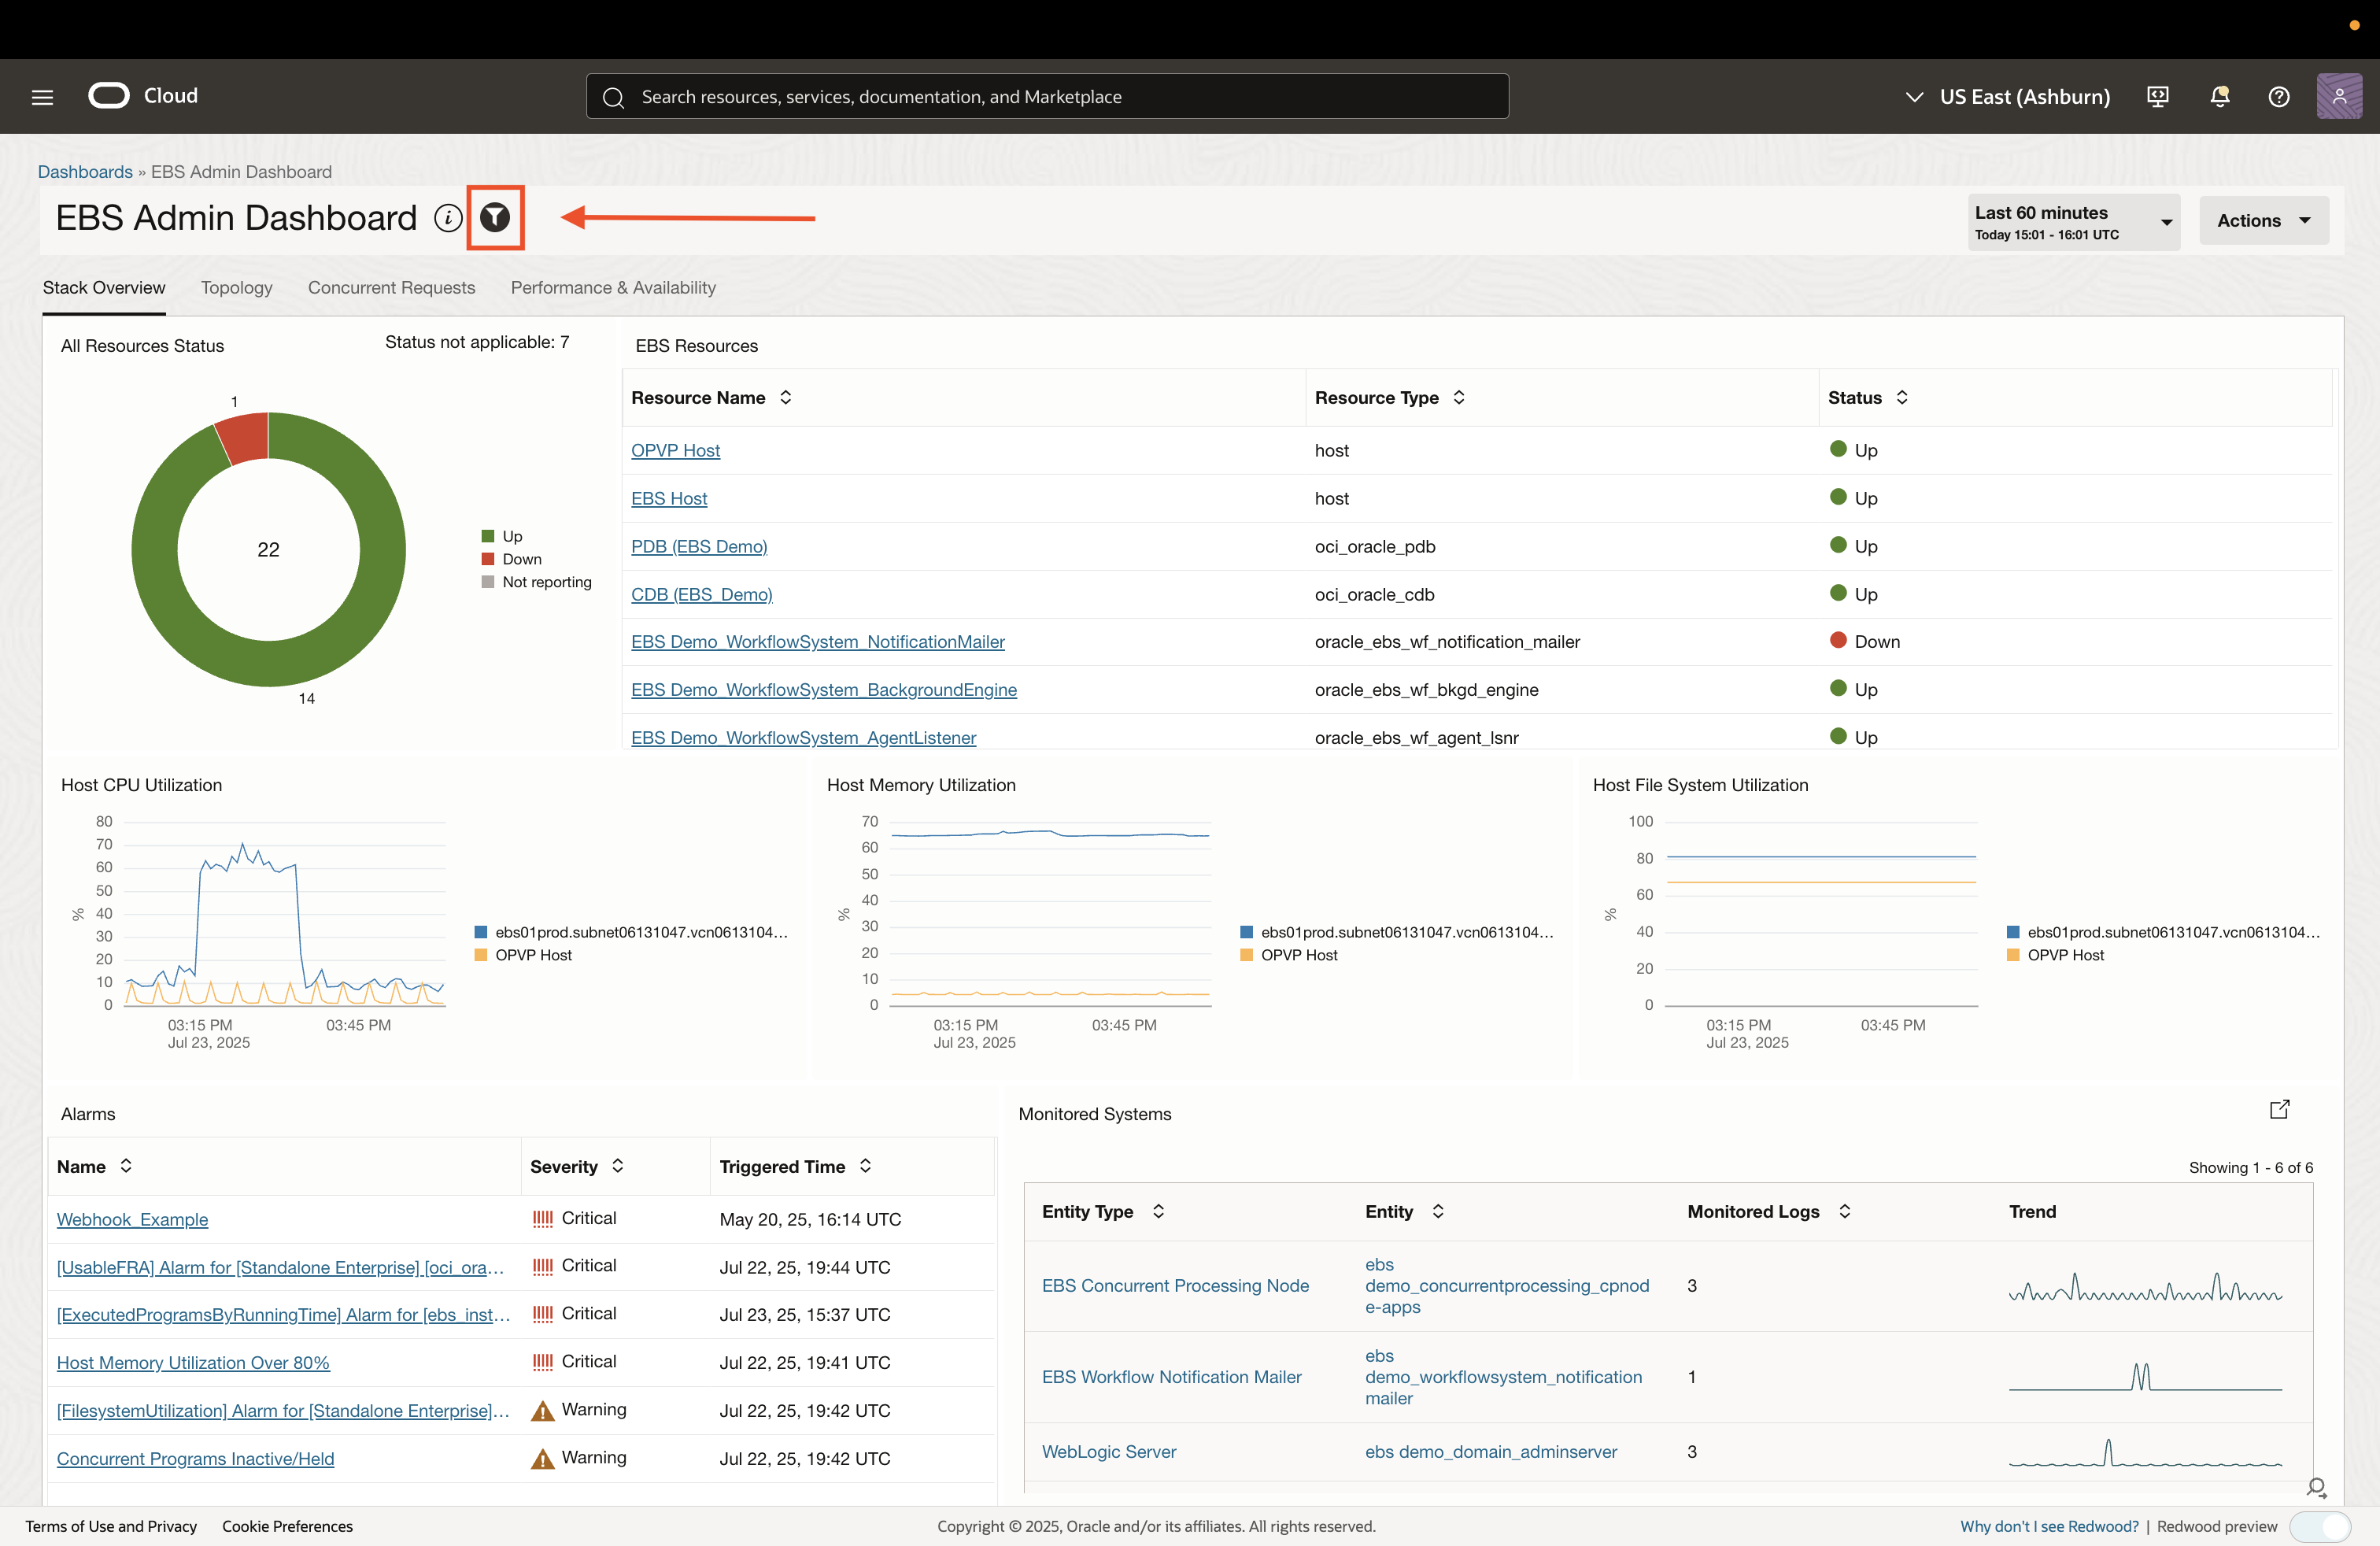 Cloud
Search resources, services, documentation, and Marketplace
US East (Ashburn)
Dashboards » EBS Admin Dashboard
EBS Admin Dashboard
Last 60 minutes
Today 15:01 - 16:01 UTC
Actions
Stack Overview
Topology
Concurrent Requests
Performance & Availability
All Resources Status
Status not applicable: 7
1
22
14
Up
Down
Not reporting
EBS Resources
Resource Name
Resource Type
Status
OPVP Host
host
Up
EBS Host
host
Up
PDB (EBS Demo)
oci_oracle_pdb
Up
CDB (EBS_Demo)
oci_oracle_cdb
Up
EBS Demo_WorkflowSystem_NotificationMailer
oracle_ebs_wf_notification_mailer
Down
EBS Demo_WorkflowSystem_BackgroundEngine
oracle_ebs_wf_bkgd_engine
Up
EBS Demo_WorkflowSystem_AgentListener
oracle_ebs_wf_agent_lsnr
Up
Host CPU Utilization
80
70
60
50
40
30
20
10
0
%
03:15 PM
Jul 23, 2025
03:45 PM
ebs01prod.subnet06131047.vcn0613104...
OPVP Host
Host Memory Utilization
70
60
50
40
30
20
10
0
%
03:15 PM
Jul 23, 2025
03:45 PM
ebs01prod.subnet06131047.vcn0613104...
OPVP Host
Host File System Utilization
100
80
60
40
20
0
%
03:15 PM
Jul 23, 2025
03:45 PM
ebs01prod.subnet06131047.vcn0613104...
OPVP Host
Alarms
Name
Severity
Triggered Time
Webhook_Example
Critical
May 20, 25, 16:14 UTC
[UsableFRA] Alarm for [Standalone Enterprise] [oci_ora...
Critical
Jul 22, 25, 19:44 UTC
[ExecutedProgramsByRunningTime] Alarm for [ebs_inst...
Critical
Jul 23, 25, 15:37 UTC
Host Memory Utilization Over 80%
Critical
Jul 22, 25, 19:41 UTC
[FilesystemUtilization] Alarm for [Standalone Enterprise]...
Warning
Jul 22, 25, 19:42 UTC
Concurrent Programs Inactive/Held
Warning
Jul 22, 25, 19:42 UTC
Monitored Systems
Showing 1 - 6 of 6
Entity Type
Entity
Monitored Logs
Trend
EBS Concurrent Processing Node
ebs
demo_concurrentprocessing_cpnod
e-apps
3
EBS Workflow Notification Mailer
ebs
demo_workflowsystem_notification
mailer
1
WebLogic Server
ebs demo_domain_adminserver
3
Terms of Use and Privacy
Cookie Preferences
Copyright © 2025, Oracle and/or its affiliates. All rights reserved.
Why don't I see Redwood? | Redwood preview